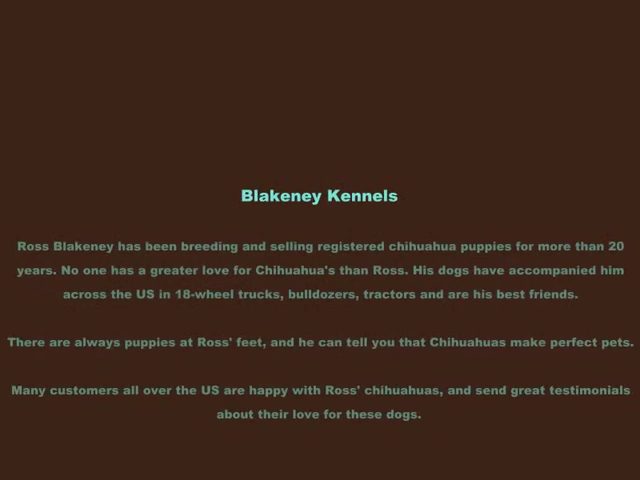 Blakeney Kennels
Ross Blakeney has been breeding and selling registered chihuahua puppies for more than 20
years. No one has a greater love for Chihuahua's than Ross. His dogs have accompanied him
across the US in 18-wheel trucks, bulldozers, tractors and are his best friends.
There are always puppies at Ross' feet, and he can tell you that Chihuahuas make perfect pets.
Many customers all over the US are happy with Ross' chihuahuas, and send great testimonials
about their love for these dogs.